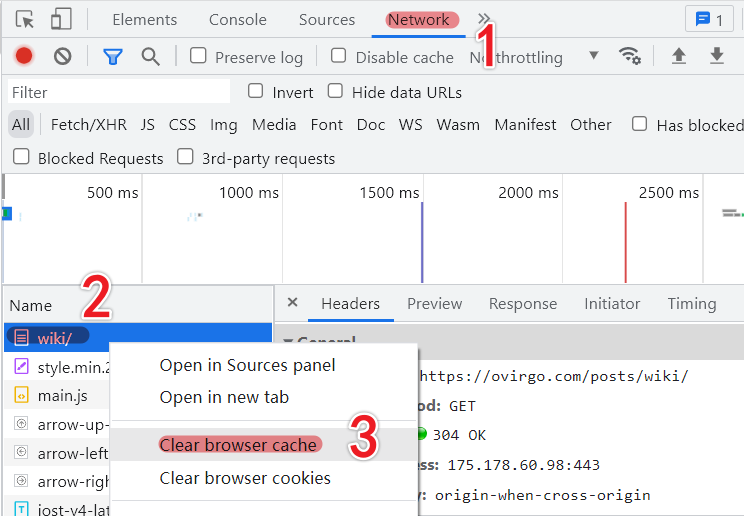 Elements Console Sources Network 1
1
Preserve log Disable cache No throttling
Filter Invert Hide data URLs
All Fetch/XHR JS CSS Img Media Font Doc WS Wasm Manifest Other Has blocked
Blocked Requests 3rd-party requests
500 ms 1000 ms 1500 ms 2000 ms 2500 ms
2
Name Headers Preview Response Initiator Timing
wiki/ General
style.min.2
main.js
arrow-up-
arrow-left
arrow-righ
jost-v4-lat
Open in Sources panel
Open in new tab
Clear browser cache 3
Clear browser cookies
https://ovirgo.com/posts/wiki/
od: GET
304 OK
ess: 175.178.60.98:443
y: origin-when-cross-origin